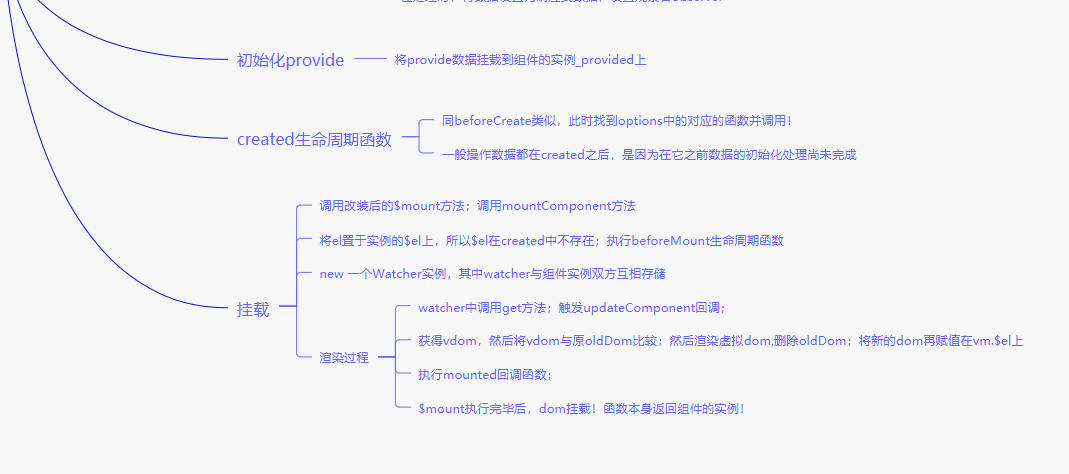 初始化provide
将provide数据挂载到组件的实例_provided上
created生命周期函数
同beforeCreate类似，此时找到options中的对应的函数并调用！
一般操作数据都在created之后，是因为在它之前数据的初始化处理尚未完成
挂载
调用改装后的$mount方法；调用mountComponent方法
将el置于实例的$el上，所以$el在created中不存在；执行beforeMount生命周期函数
new 一个Watcher实例，其中watcher与组件实例双方互相存储
渲染过程
watcher中调用get方法；触发updateComponent回调；
获得vdom，然后将vdom与原oldDom比较；然后渲染虚拟dom,删除oldDom；将新的dom再赋值在vm.$el上
执行mounted回调函数；
$mount执行完毕后，dom挂载！函数本身返回组件的实例！